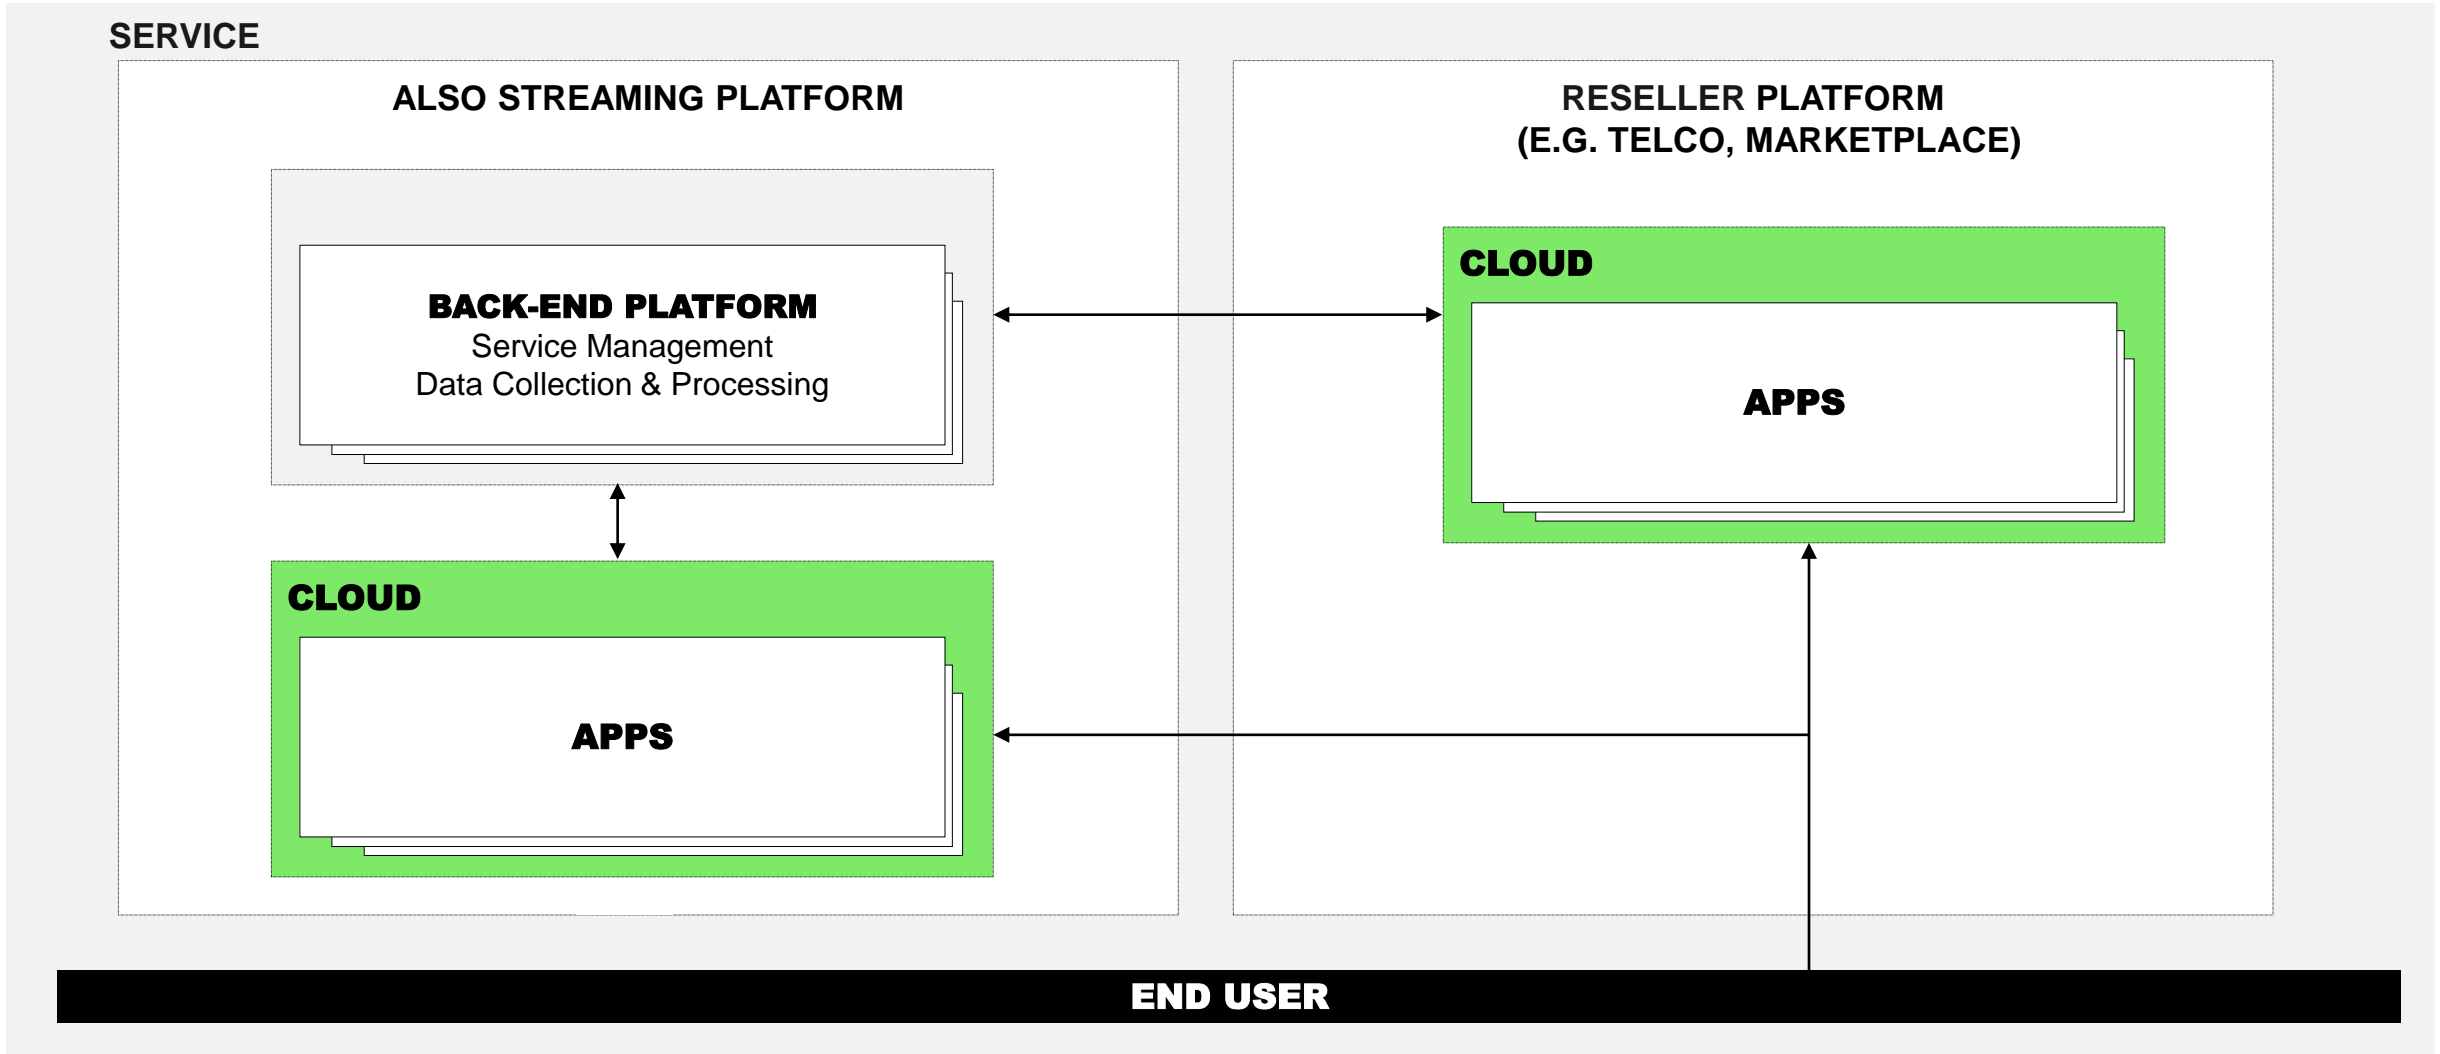 SERVICE
ALSO STREAMING PLATFORM
BACK-END PLATFORM
Service Management
Data Collection & Processing
CLOUD
APPS
RESELLER PLATFORM
(E.G. TELCO, MARKETPLACE)
CLOUD
APPS
END USER